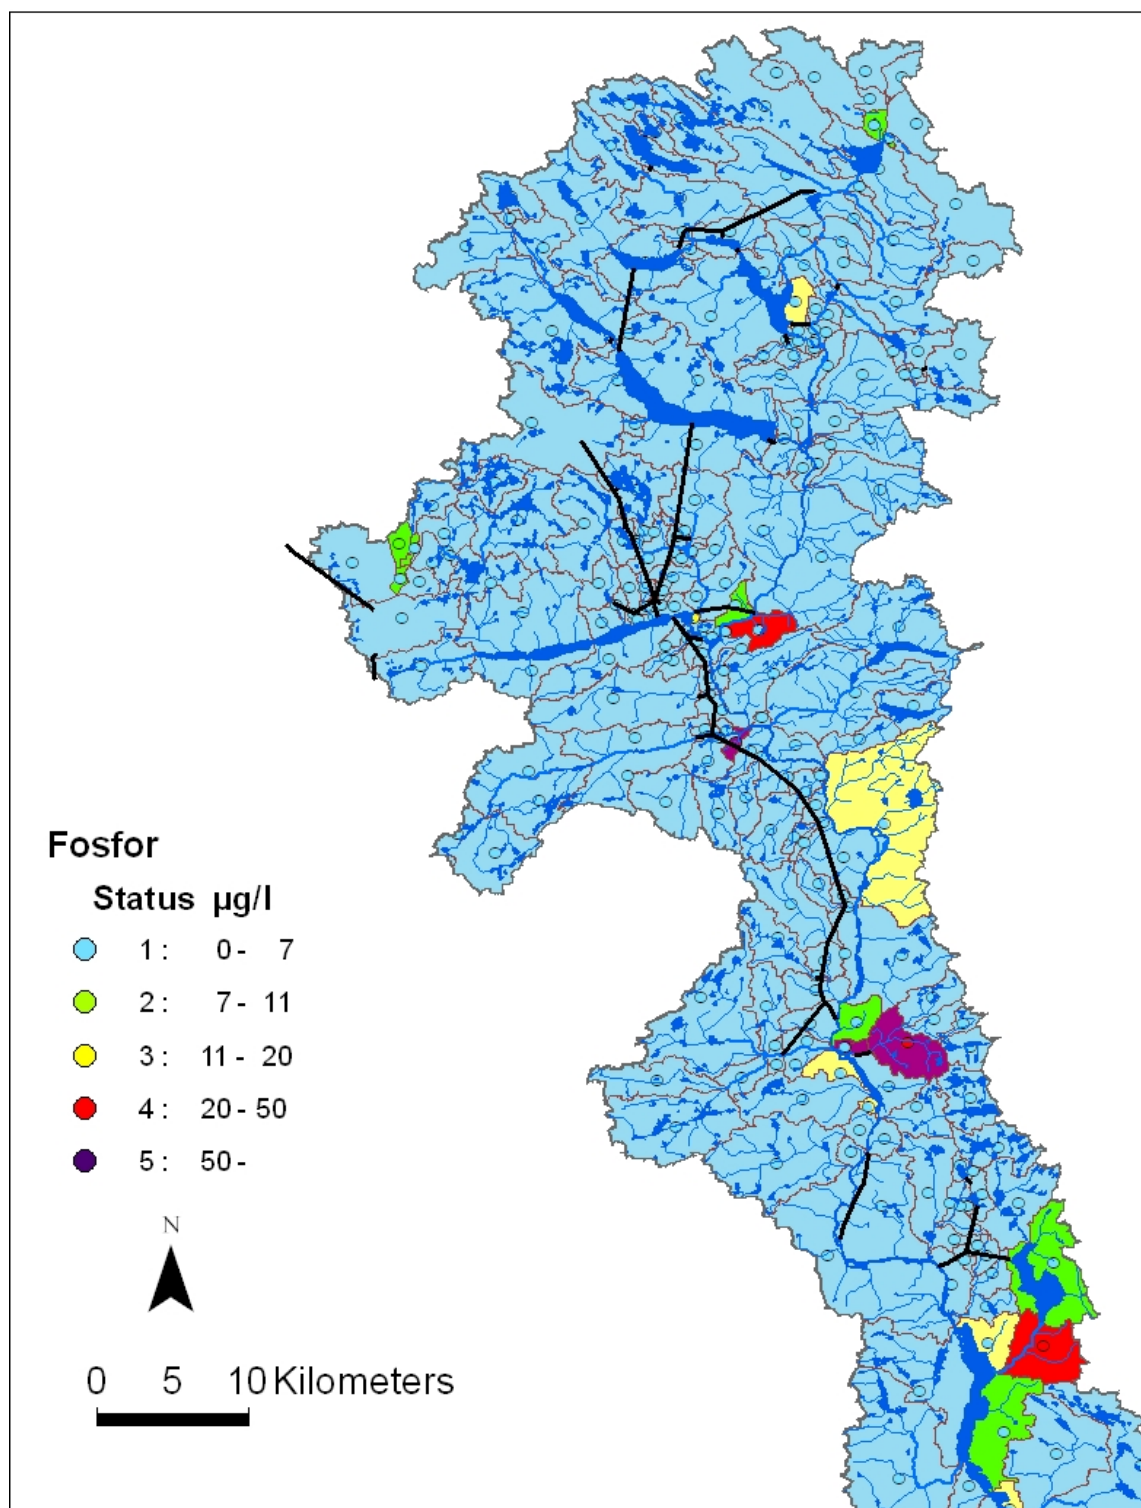 Fosfor
Status µg/l
1 : 0 - 7
2 : 7 - 11
3 : 11 - 20
4 : 20 - 50
5 : 50 -
N
0 5 10 Kilometers